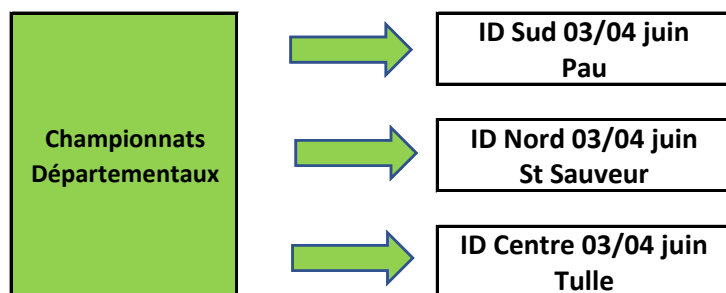 Championnats
Départementaux
ID Sud 03/04 juin
Pau
ID Nord 03/04 juin
St Sauveur
ID Centre 03/04 juin
Tulle